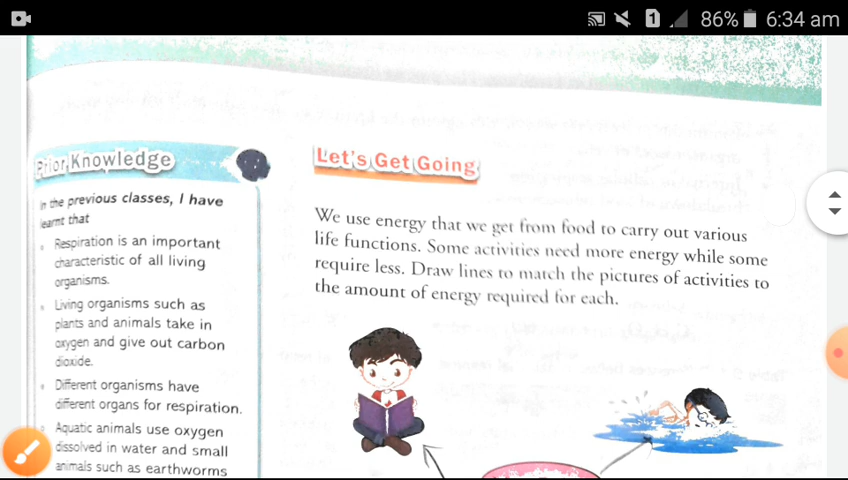 86% 6:34 am
1
Prior Knowledge
In the previous classes, I have
learnt that
Respiration is an important
characteristic of all living
organisms.
Living organisms such as
plants and animals take in
oxygen and give out carbon
dioxide.
Different organisms have
different organs for respiration.
Aquatic animals use oxygen
dissolved in water and small
animals such as earthworms
Let's Get Going
We use energy that we get from food to carry out various
life functions. Some activities need more energy while some
require less. Draw lines to match the pictures of activities to
the amount of energy required for each.